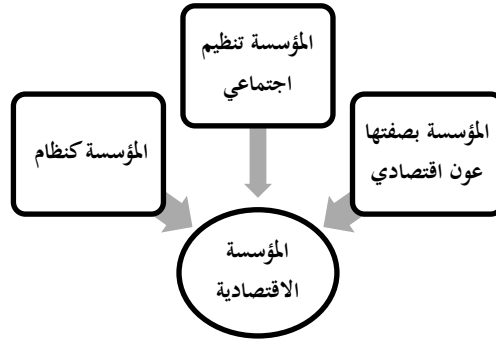 المؤسسة تنظيم
اجتماعي
المؤسسة بصفتها
عون اقتصادي
المؤسسة كنظام
المؤسسة
الاقتصادية